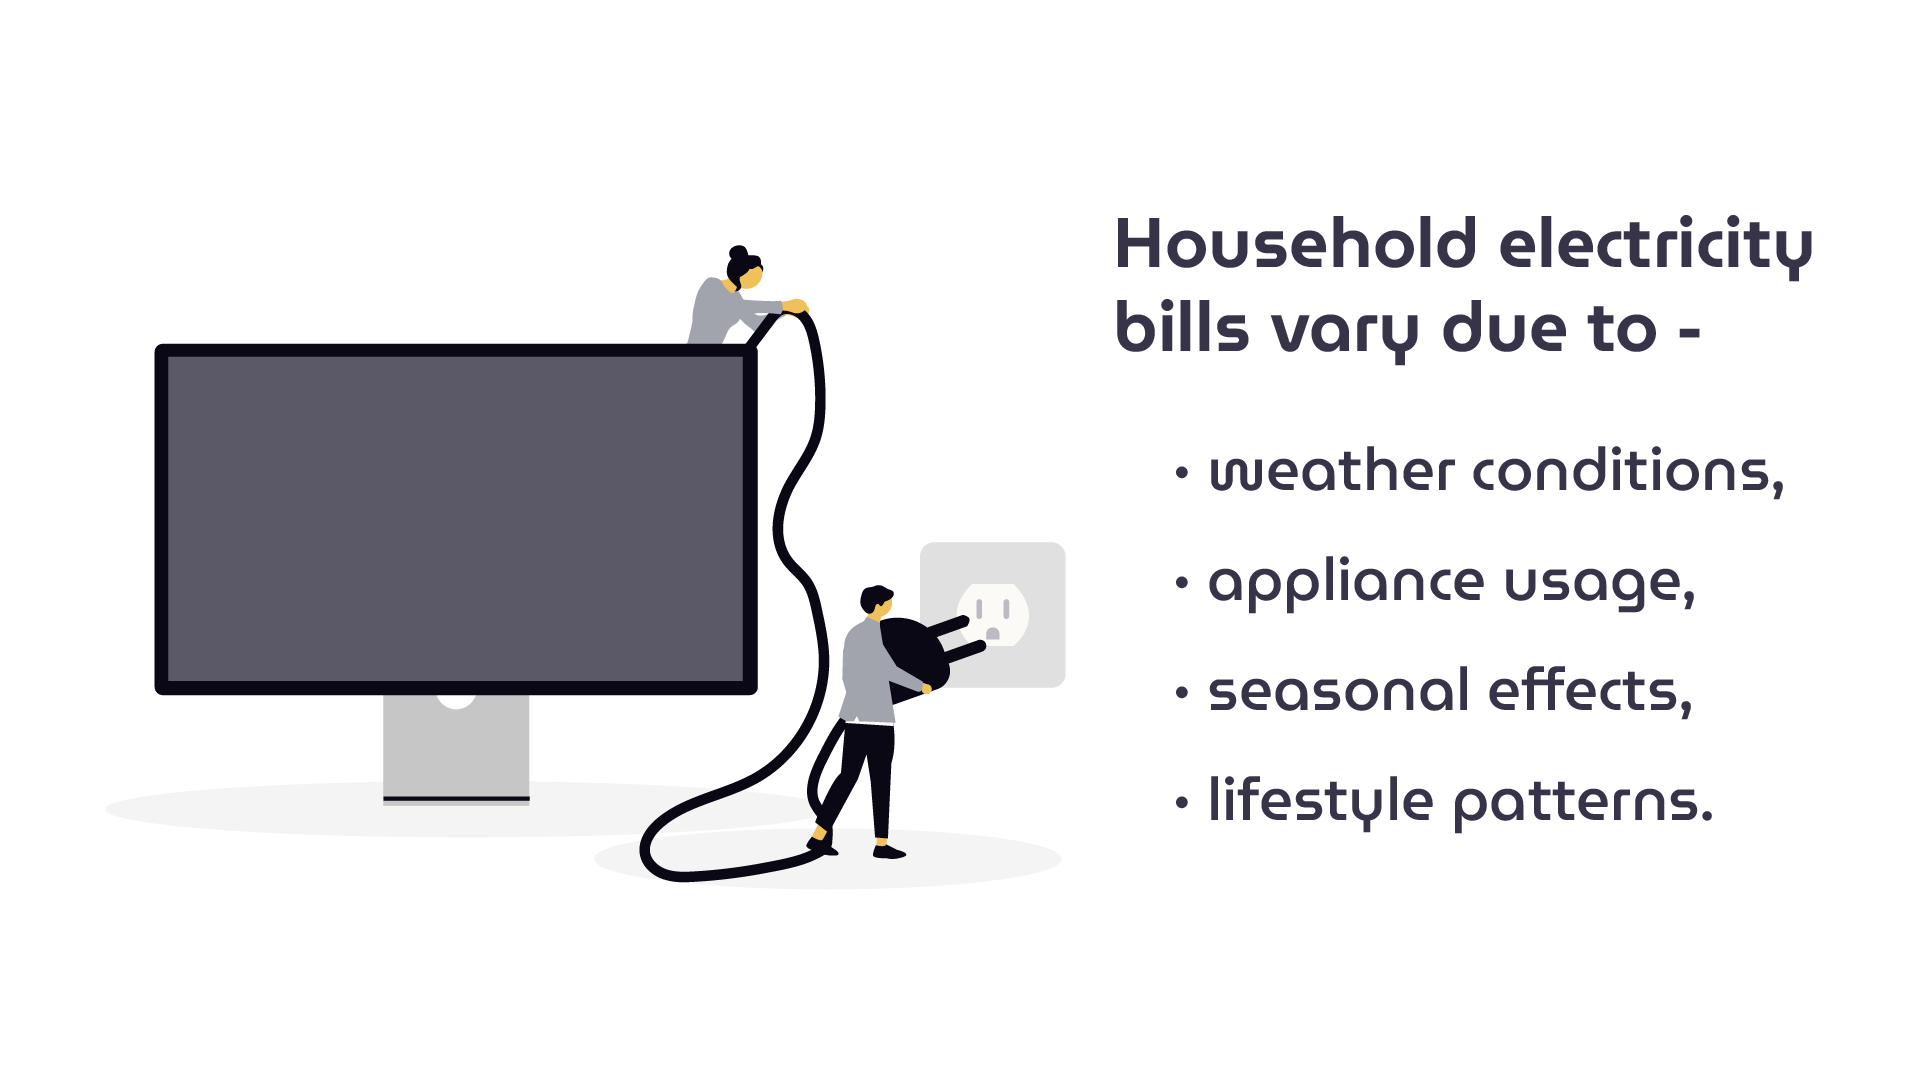 Household electricity
bills vary due to -
• weather conditions,
• appliance usage,
• seasonal effects,
• lifestyle patterns.